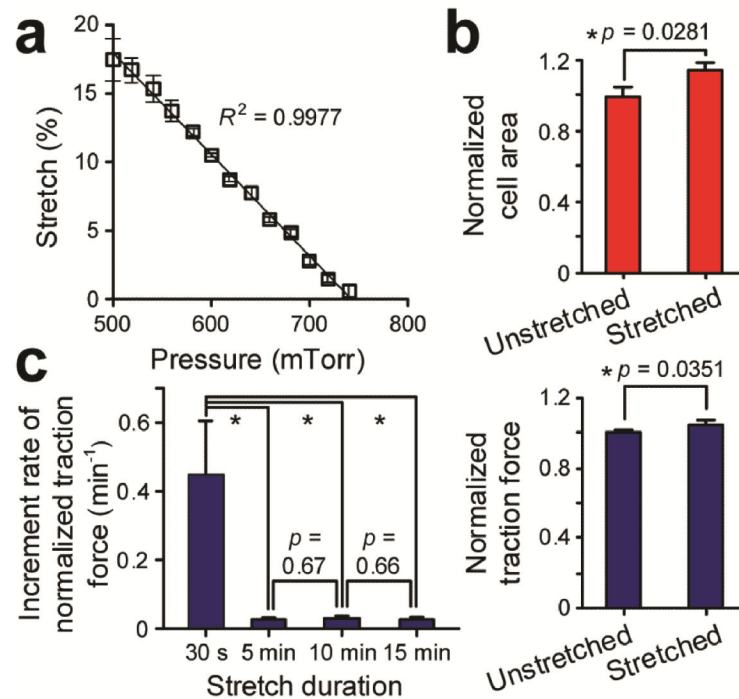 a
20
15
10
5
0
Stretch (%)
R² = 0.9977
500 600 700 800
Pressure (mTorr)
b
* p = 0.0281
1.2
1.0
0.4
0
Normalized
cell area
Unstretched
Stretched
c
0.6
0.4
0.2
0
Increment rate of
normalized traction
force (min⁻¹)
* * *
p =
0.67
p =
0.66
30 s 5 min 10 min 15 min
Stretch duration
* p = 0.0351
1.2
1.0
0.4
0
Normalized
traction force
Unstretched
Stretched